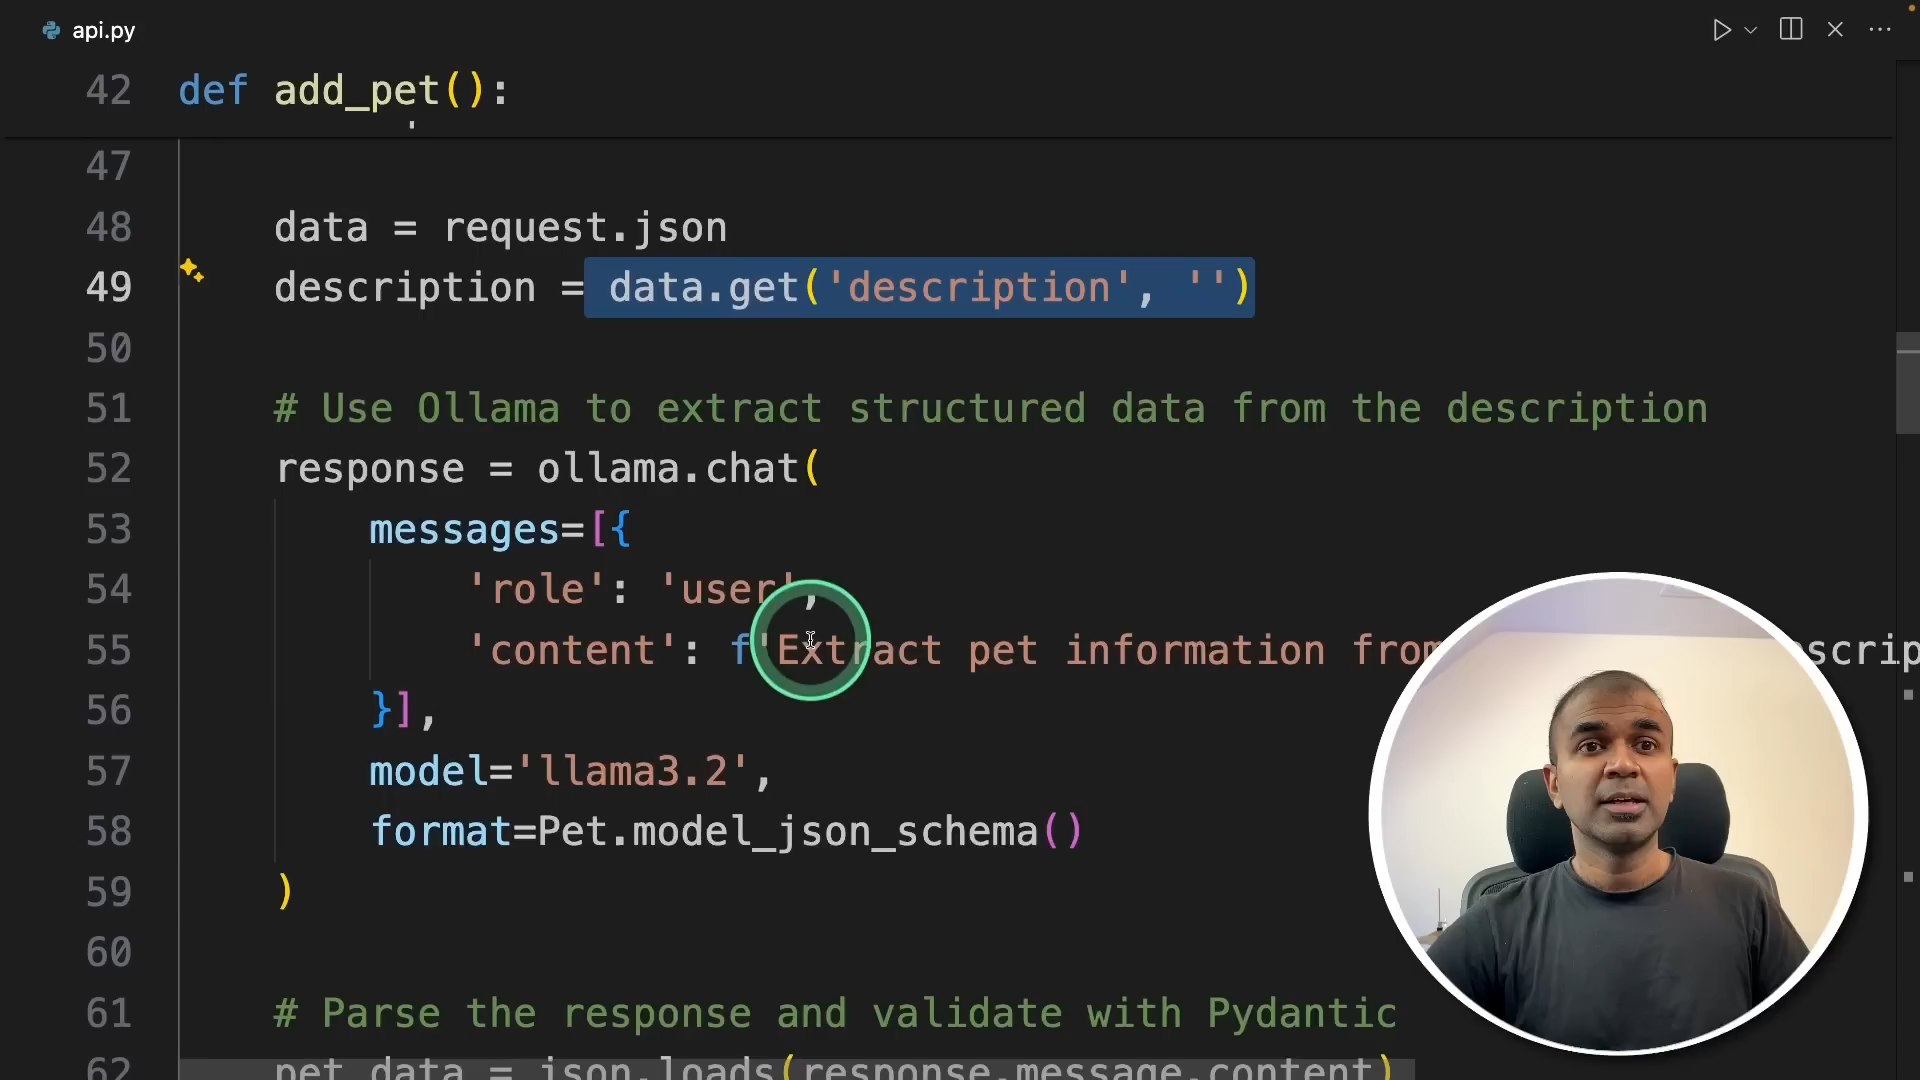 api.py
42 def add_pet():
47
48 data = request.json
49 description = data.get('description', '')
50
51 # Use Ollama to extract structured data from the description
52 response = ollama.chat(
53 messages=[{
54 'role': 'user',
55 'content': f'Extract pet information from
56 }],
57 model='llama3.2',
58 format=Pet.model_json_schema()
59 )
60
61 # Parse the response and validate with Pydantic
62 pet_data = json.loads(response.message.content)